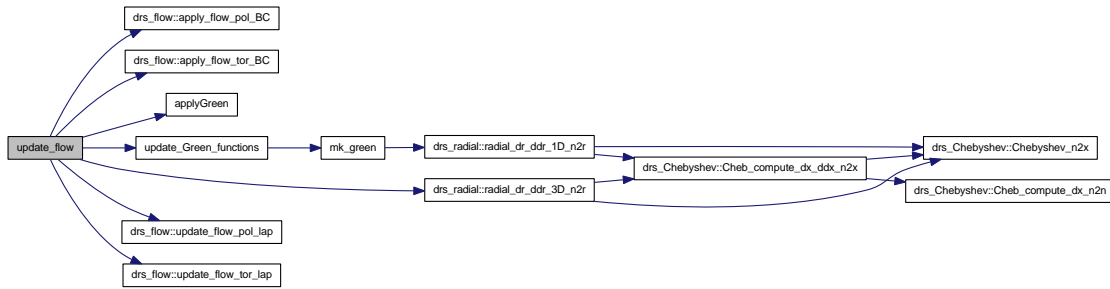 drs_flow::apply_flow_pol_BC
drs_flow::apply_flow_tor_BC
applyGreen
update_flow
update_Green_functions
mk_green
drs_radial::radial_dr_ddr_1D_n2r
drs_Chebyshev::Chebyshev_n2x
drs_Chebyshev::Cheb_compute_dx_ddx_n2x
drs_radial::radial_dr_ddr_3D_n2r
drs_Chebyshev::Cheb_compute_dx_n2n
drs_flow::update_flow_pol_lap
drs_flow::update_flow_tor_lap